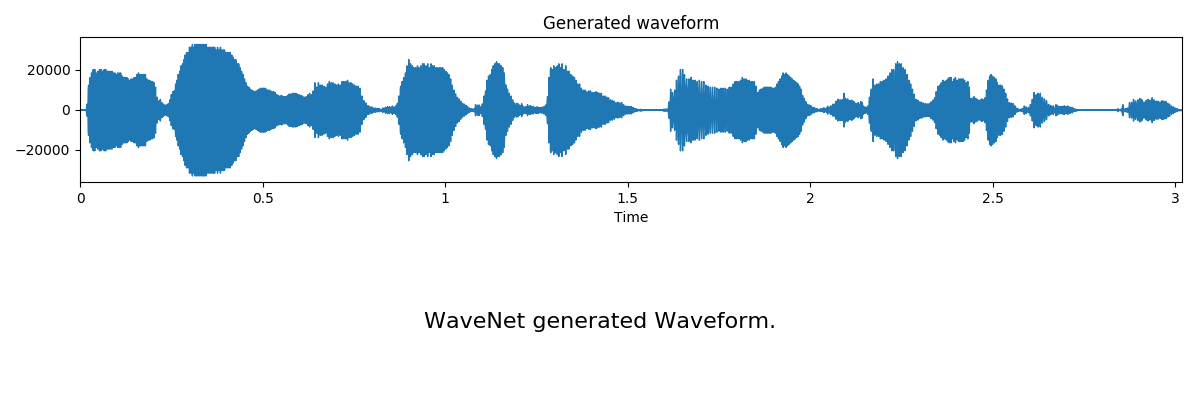 Generated waveform
20000
0
−20000
0 0.5 1 1.5 2 2.5 3
Time
WaveNet generated Waveform.